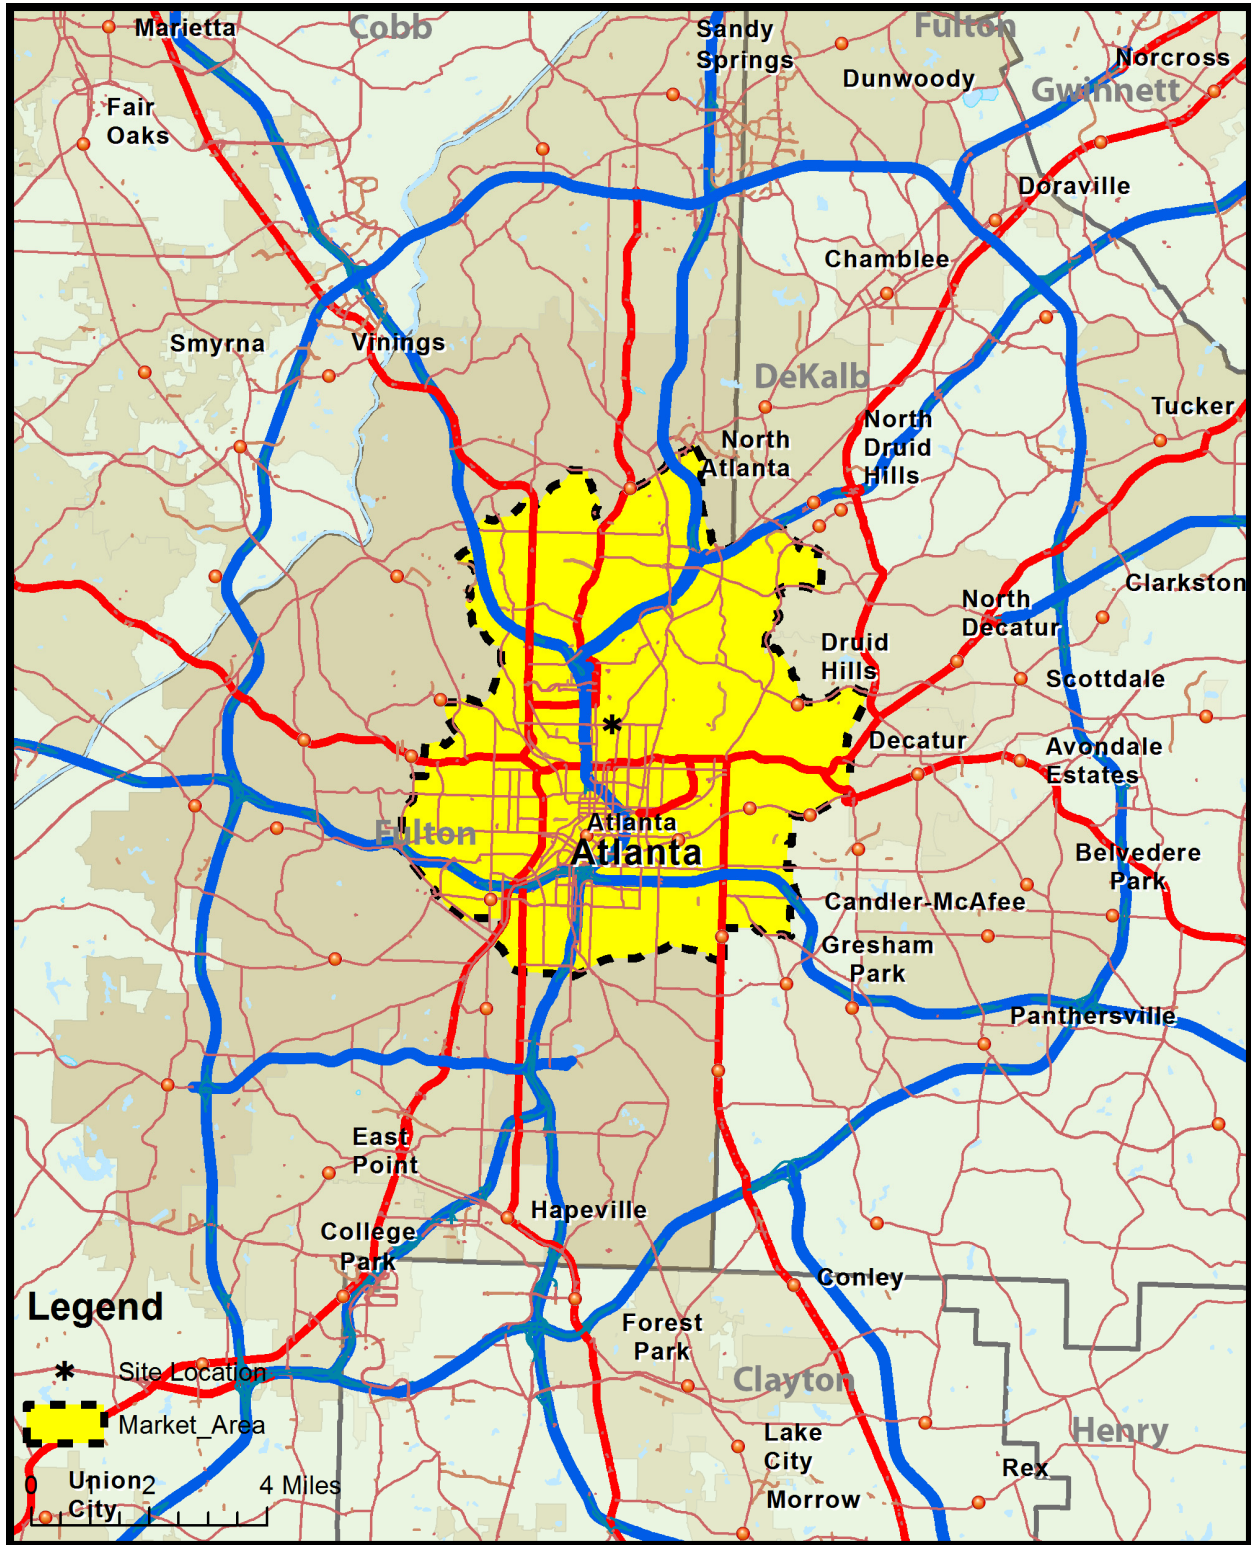 Marietta
Cobb
Sandy
Springs
Fulton
Norcross
Dunwoody
Gwinnett
Fair
Oaks
Doraville
Chamblee
Smyrna
Vinings
DeKalb
Tucker
North
Druid
Hills
North
Atlanta
Clarkston
North
Decatur
Druid
Hills
Scottdale
Decatur
Avondale
Estates
Fulton
Atlanta
Atlanta
Belvedere
Park
Candler-McAfee
Gresham
Park
Panthersville
East
Point
Hapeville
College
Park
Conley
Legend
Forest
Park
Site Location
Clayton
Market_Area
Henry
Lake
City
Rex
Union
City
Morrow
0 1 2 4 Miles